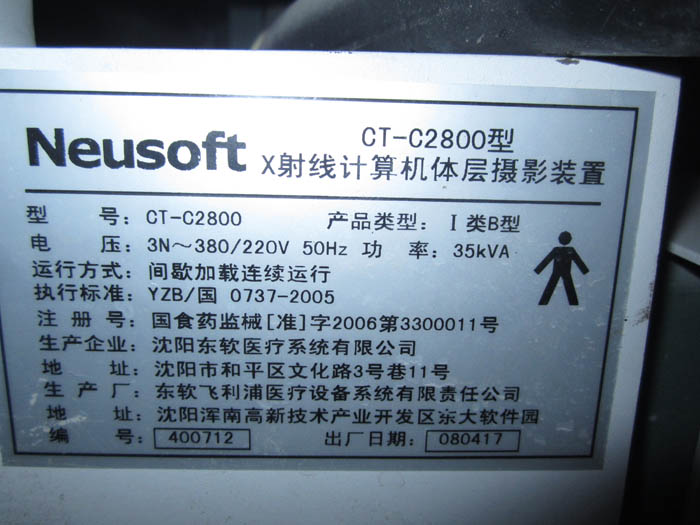 Neusoft
CT-C2800型
X射线计算机体层摄影装置
型 号: CT-C2800 产品类型: I 类B型
电 压: 3N～380/220V 50Hz 功 率: 35kVA
运行方式: 间歇加载连续运行
执行标准: YZB/国 0737-2005
注 册 号: 国食药监械[准]字2006第3300011号
生产企业: 沈阳东软医疗系统有限公司
地 址: 沈阳市和平区文化路3号巷11号
生 产 厂: 东软飞利浦医疗设备系统有限责任公司
地 址: 沈阳浑南高新技术产业开发区东大软件园
编 号: 400712 出厂日期: 080417